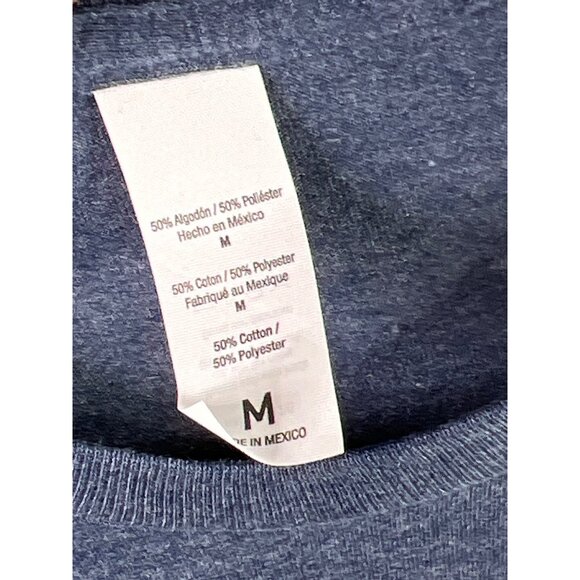 50% Algodón / 50% Poliéster
Hecho en México
M
50% Coton / 50% Polyester
Fabriqué au Mexique
M
50% Cotton /
50% Polyester
M
IN MEXICO